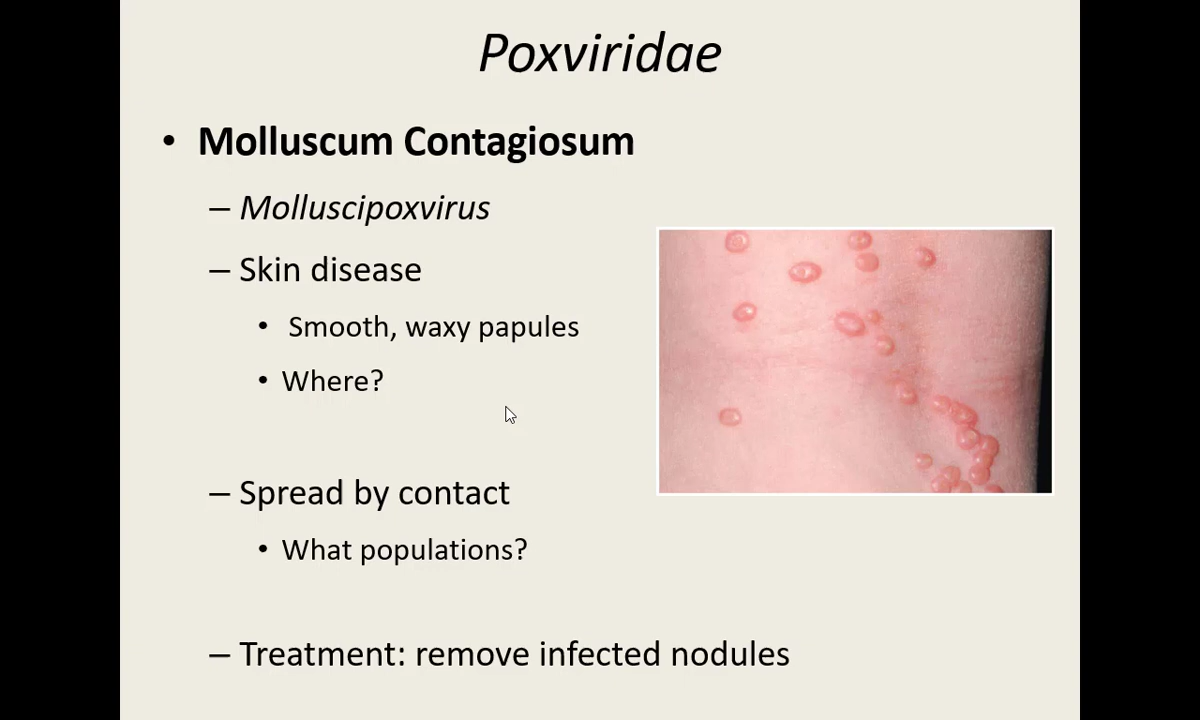 Poxviridae
• Molluscum Contagiosum
– Molluscipoxvirus
– Skin disease
• Smooth, waxy papules
• Where?
– Spread by contact
• What populations?
– Treatment: remove infected nodules